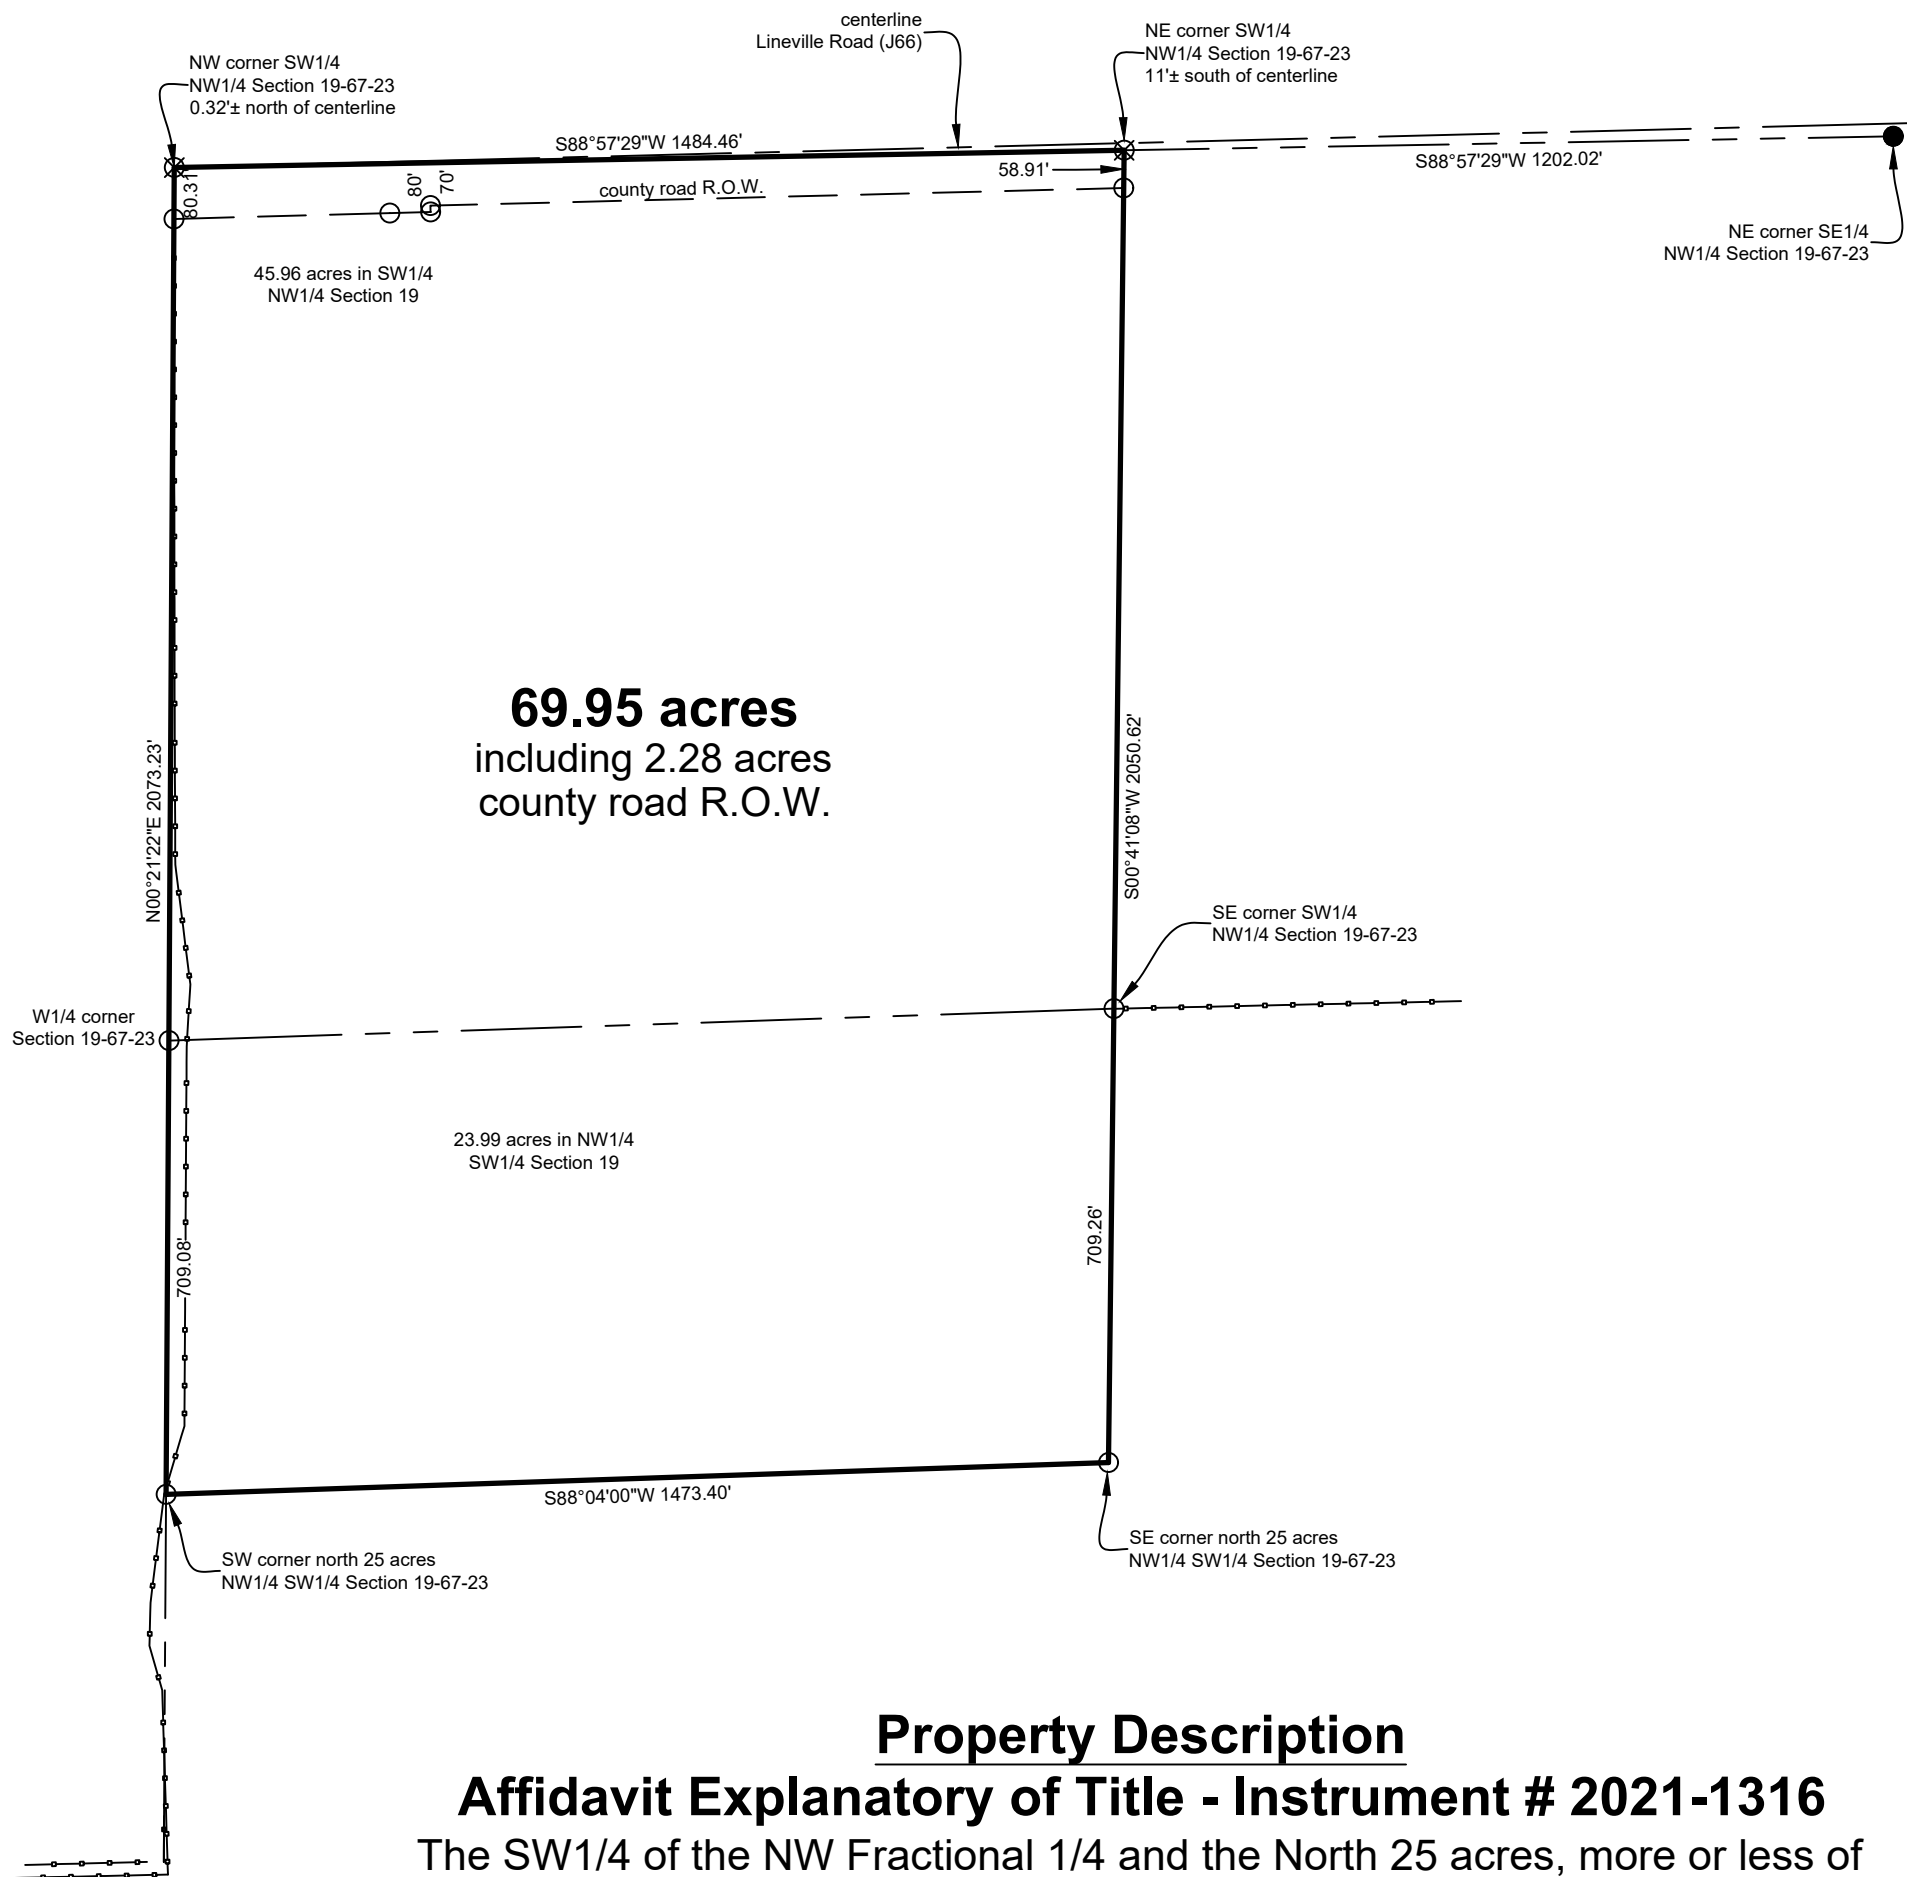 centerline
Lineville Road (J66)
NE corner SW1/4
NW1/4 Section 19-67-23
11'± south of centerline
NW corner SW1/4
NW1/4 Section 19-67-23
0.32'± north of centerline
S88°57'29"W 1484.46'
S88°57'29"W 1202.02'
58.91'
80.31'
80'
70'
county road R.O.W.
NE corner SE1/4
NW1/4 Section 19-67-23
45.96 acres in SW1/4
NW1/4 Section 19
69.95 acres
including 2.28 acres
county road R.O.W.
N00°21'22"E 2073.23'
S00°41'08"W 2050.62'
SE corner SW1/4
NW1/4 Section 19-67-23
W1/4 corner
Section 19-67-23
23.99 acres in NW1/4
SW1/4 Section 19
709.08'
709.26'
S88°04'00"W 1473.40'
SE corner north 25 acres
NW1/4 SW1/4 Section 19-67-23
SW corner north 25 acres
NW1/4 SW1/4 Section 19-67-23
Property Description
Affidavit Explanatory of Title - Instrument # 2021-1316
The SW1/4 of the NW Fractional 1/4 and the North 25 acres, more or less of